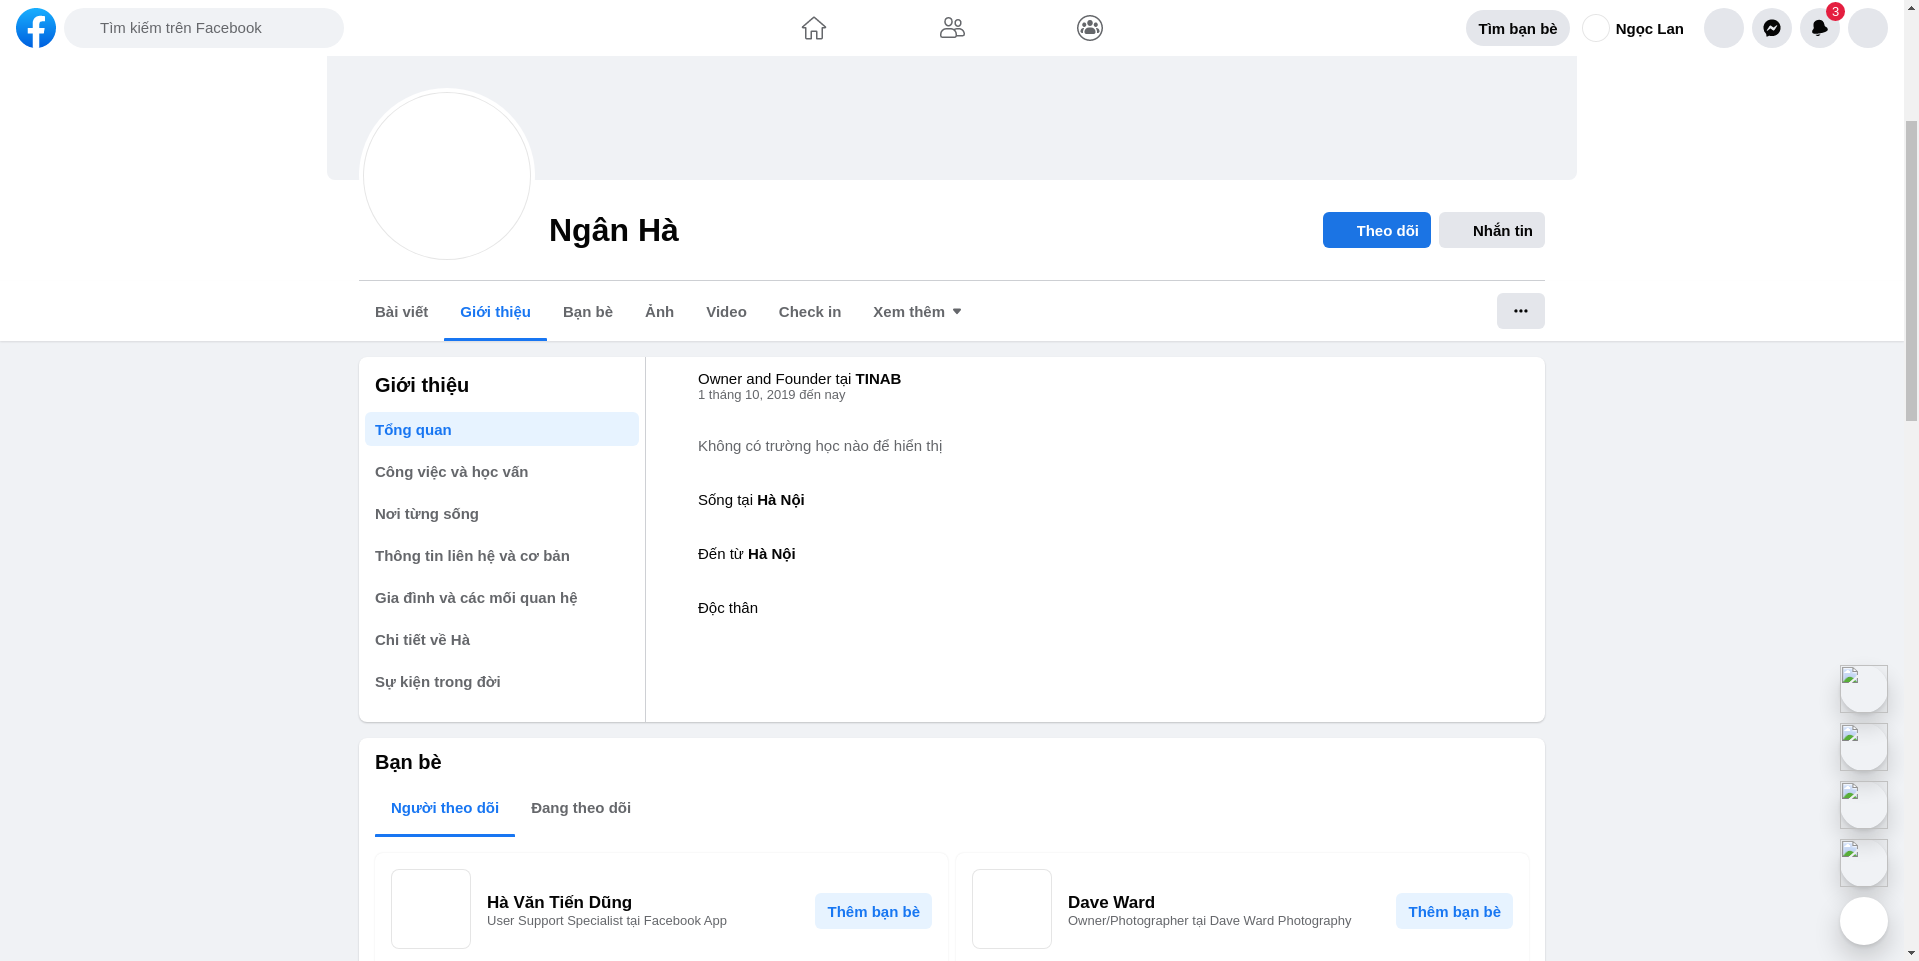 Tìm kiếm trên Facebook
Tìm bạn bè
Ngọc Lan
3
Ngân Hà
Theo dõi
Nhắn tin
Bài viết
Giới thiệu
Bạn bè
Ảnh
Video
Check in
Xem thêm
Giới thiệu
Tổng quan
Công việc và học vấn
Nơi từng sống
Thông tin liên hệ và cơ bản
Gia đình và các mối quan hệ
Chi tiết về Hà
Sự kiện trong đời
Owner and Founder tại TINAB
1 tháng 10, 2019 đến nay
Không có trường học nào để hiển thị
Sống tại Hà Nội
Đến từ Hà Nội
Độc thân
Bạn bè
Người theo dõi
Đang theo dõi
Hà Văn Tiến Dũng
User Support Specialist tại Facebook App
Thêm bạn bè
Dave Ward
Owner/Photographer tại Dave Ward Photography
Thêm bạn bè